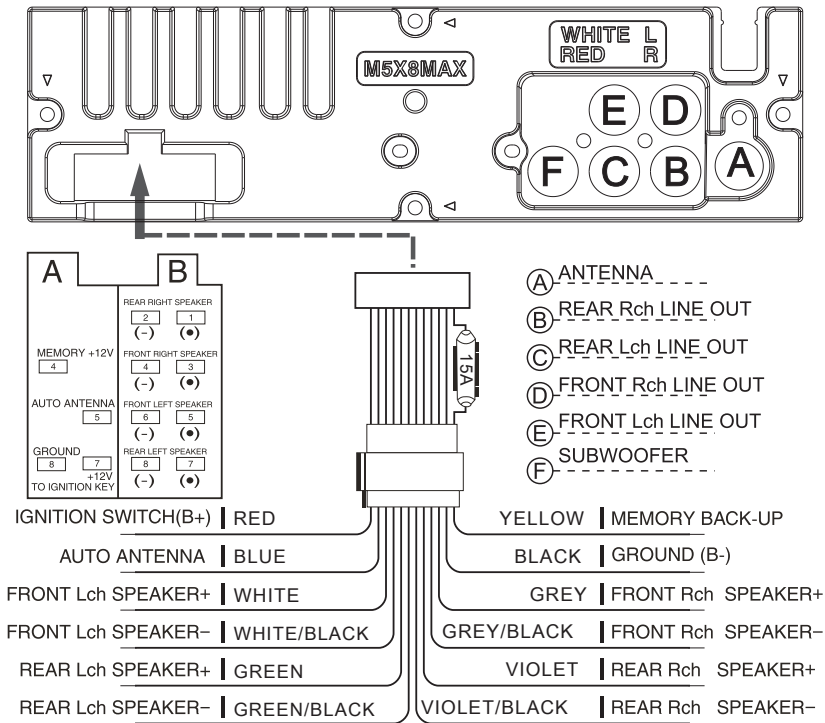 WHITE L
RED R
M5X8MAX
E D
F C B A
A B
REAR RIGHT SPEAKER
2 1
(-) (•)
MEMORY +12V
4
FRONT RIGHT SPEAKER
4 3
(-) (•)
AUTO ANTENNA
5
FRONT LEFT SPEAKER
6 5
(-) (•)
GROUND
8 7
+12V
TO IGNITION KEY
REAR LEFT SPEAKER
8 7
(-) (•)
15A
A ANTENNA
B REAR Rch LINE OUT
C REAR Lch LINE OUT
D FRONT Rch LINE OUT
E FRONT Lch LINE OUT
F SUBWOOFER
IGNITION SWITCH(B+) RED
AUTO ANTENNA BLUE
FRONT Lch SPEAKER+ WHITE
FRONT Lch SPEAKER− WHITE/BLACK
REAR Lch SPEAKER+ GREEN
REAR Lch SPEAKER− GREEN/BLACK
YELLOW MEMORY BACK-UP
BLACK GROUND (B-)
GREY FRONT Rch SPEAKER+
GREY/BLACK FRONT Rch SPEAKER−
VIOLET REAR Rch SPEAKER+
VIOLET/BLACK REAR Rch SPEAKER−